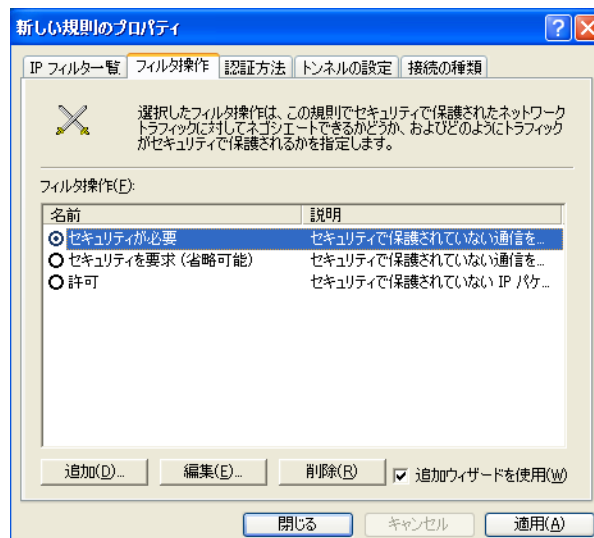 新しい規則のプロパティ
IP フィルター覧 フィルタ操作 認証方法 トンネルの設定 接続の種類
選択したフィルタ操作は、この規則でセキュリティで保護されたネットワーク
トラフィックに対してネゴシエートできるかどうか、およびどのようにトラフィック
がセキュリティで保護されるかを指定します。
フィルタ操作(F):
名前 説明
セキュリティが必要 セキュリティで保護されていない通信を...
セキュリティを要求 (省略可能) セキュリティで保護されていない通信を...
許可 セキュリティで保護されていない IP パケ...
追加(D)... 編集(E)... 削除(R) 追加ウィザードを使用(W)
閉じる キャンセル 適用(A)